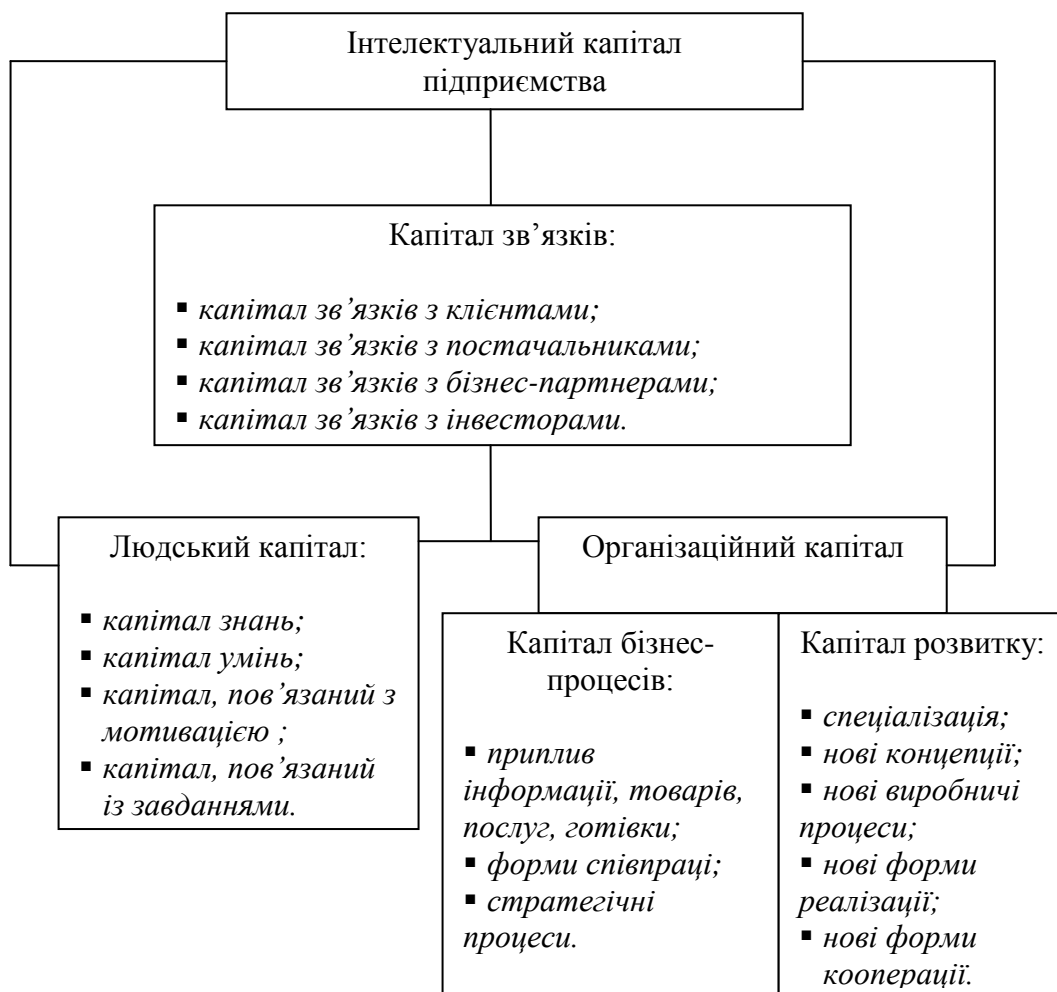 Інтелектуальний капітал
підприємства
Капітал зв’язків:
▪ капітал зв’язків з клієнтами;
▪ капітал зв’язків з постачальниками;
▪ капітал зв’язків з бізнес-партнерами;
▪ капітал зв’язків з інвесторами.
Людський капітал:
▪ капітал знань;
▪ капітал умінь;
▪ капітал, пов’язаний з
мотивацією ;
▪ капітал, пов’язаний
із завданнями.
Організаційний капітал
Капітал бізнес-
процесів:
▪ приплив
інформації, товарів,
послуг, готівки;
▪ форми співпраці;
▪ стратегічні
процеси.
Капітал розвитку:
▪ спеціалізація;
▪ нові концепції;
▪ нові виробничі
процеси;
▪ нові форми
реалізації;
▪ нові форми
кооперації.